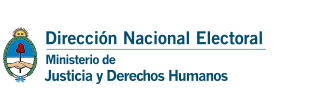 Dirección Nacional Electoral
Ministerio de
Justicia y Derechos Humanos